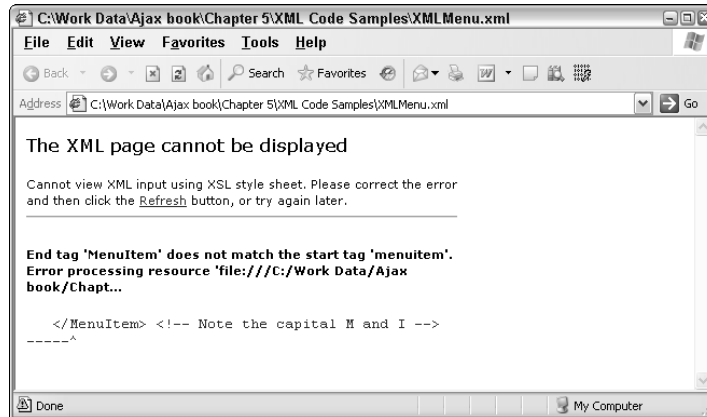 C:\Work Data\Ajax book\Chapter 5\XML Code Samples\XMLMenu.xml
File Edit View Favorites Tools Help
Back Search Favorites
Address C:\Work Data\Ajax book\Chapter 5\XML Code Samples\XMLMenu.xml Go
The XML page cannot be displayed
Cannot view XML input using XSL style sheet. Please correct the error
and then click the Refresh button, or try again later.
End tag 'MenuItem' does not match the start tag 'menuitem'.
Error processing resource 'file:///C:/Work Data/Ajax
book/Chapt...
</MenuItem> <!-- Note the capital M and I -->
-----^
Done My Computer